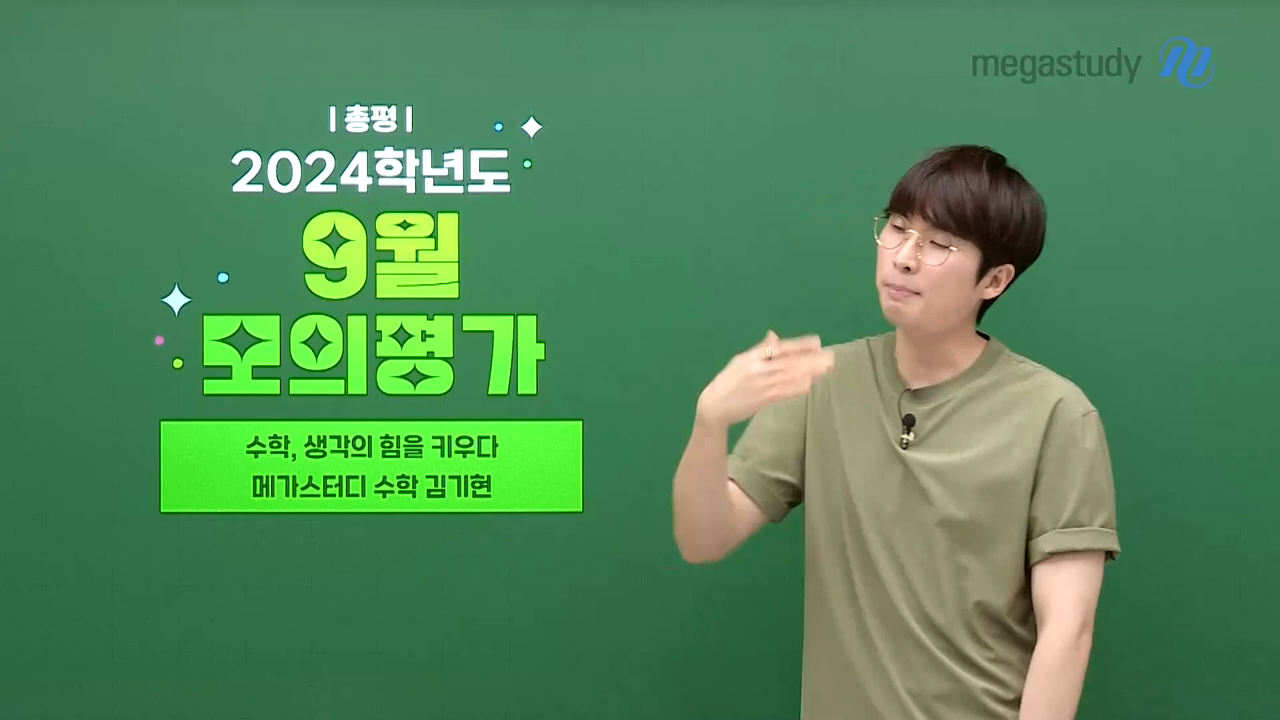 megastudy
| 총평 |
2024학년도
9월
모의평가
수학, 생각의 힘을 키우다
메가스터디 수학 김기현